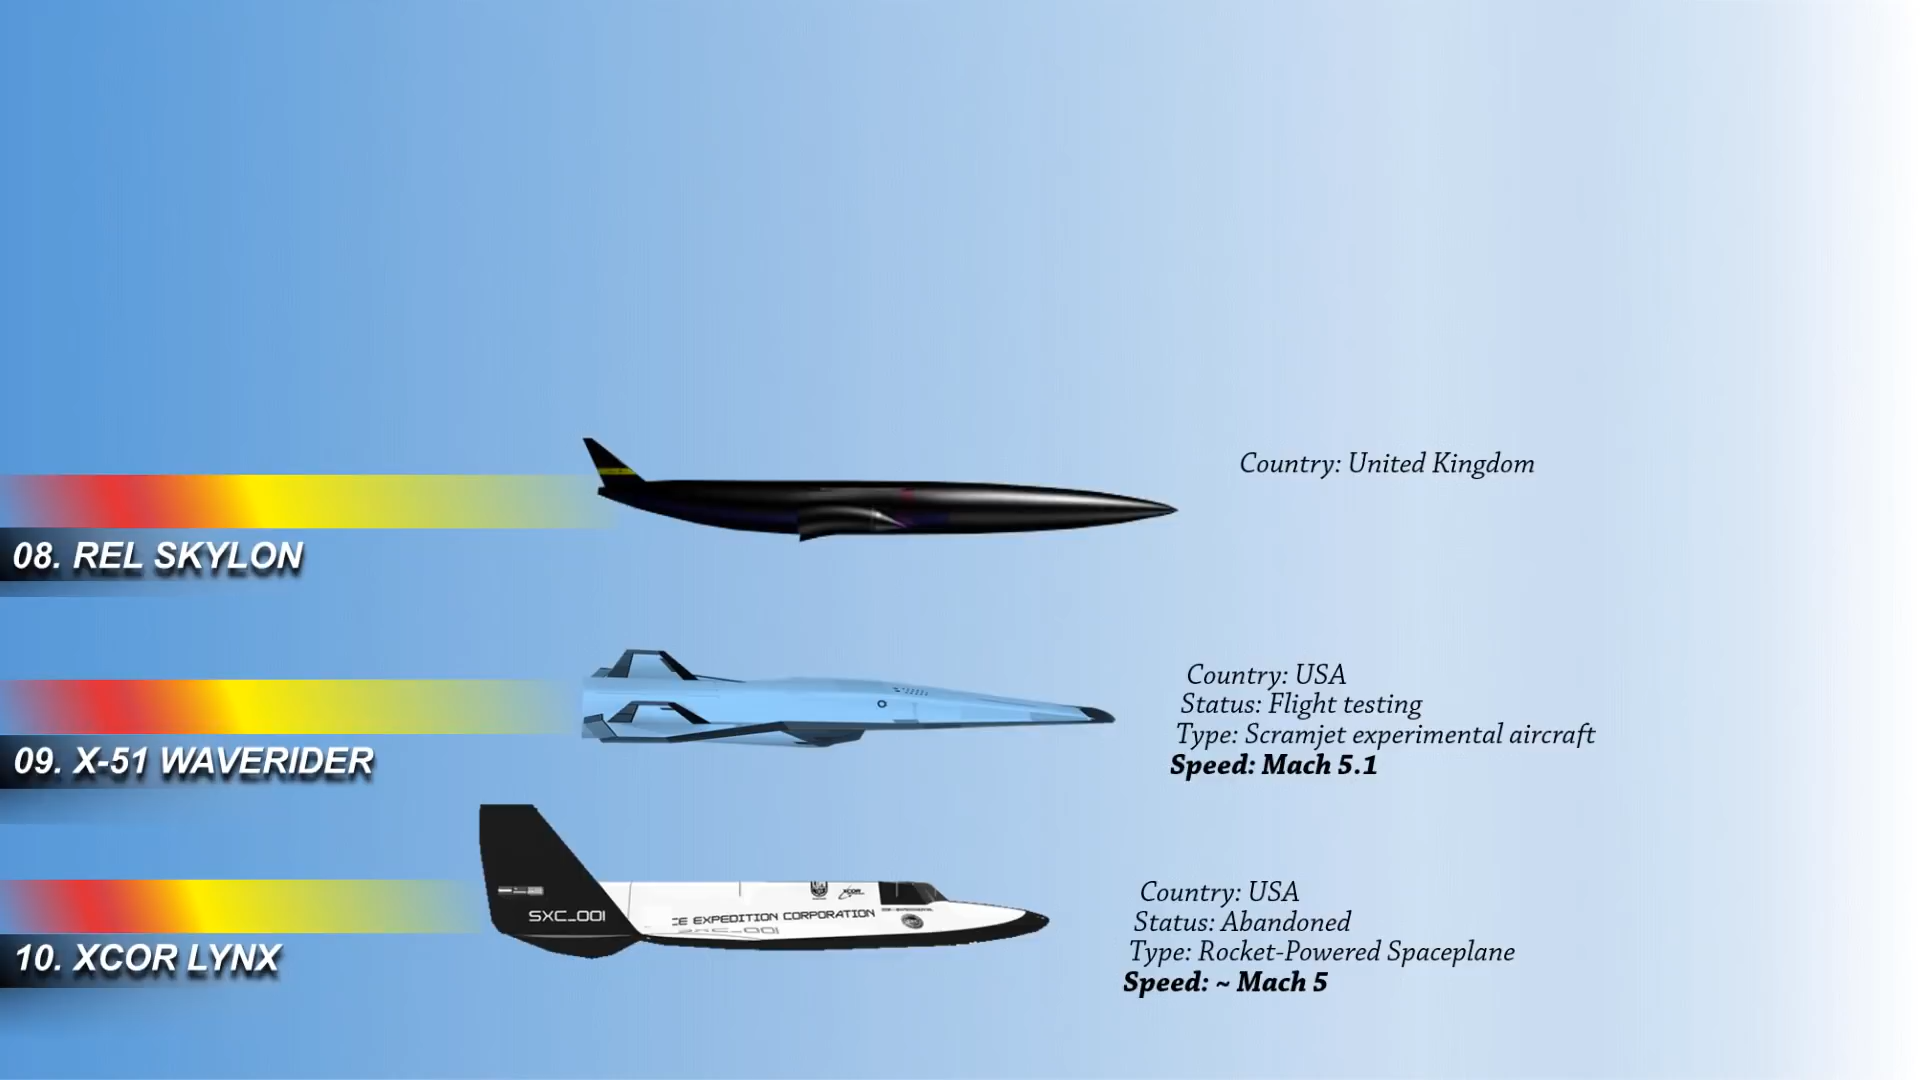 Country: United Kingdom
08. REL SKYLON
Country: USA
Status: Flight testing
Type: Scramjet experimental aircraft
Speed: Mach 5.1
09. X-51 WAVERIDER
XCOR
SXC_001
CE EXPEDITION CORPORATION
Country: USA
Status: Abandoned
Type: Rocket-Powered Spaceplane
Speed: ~ Mach 5
10. XCOR LYNX